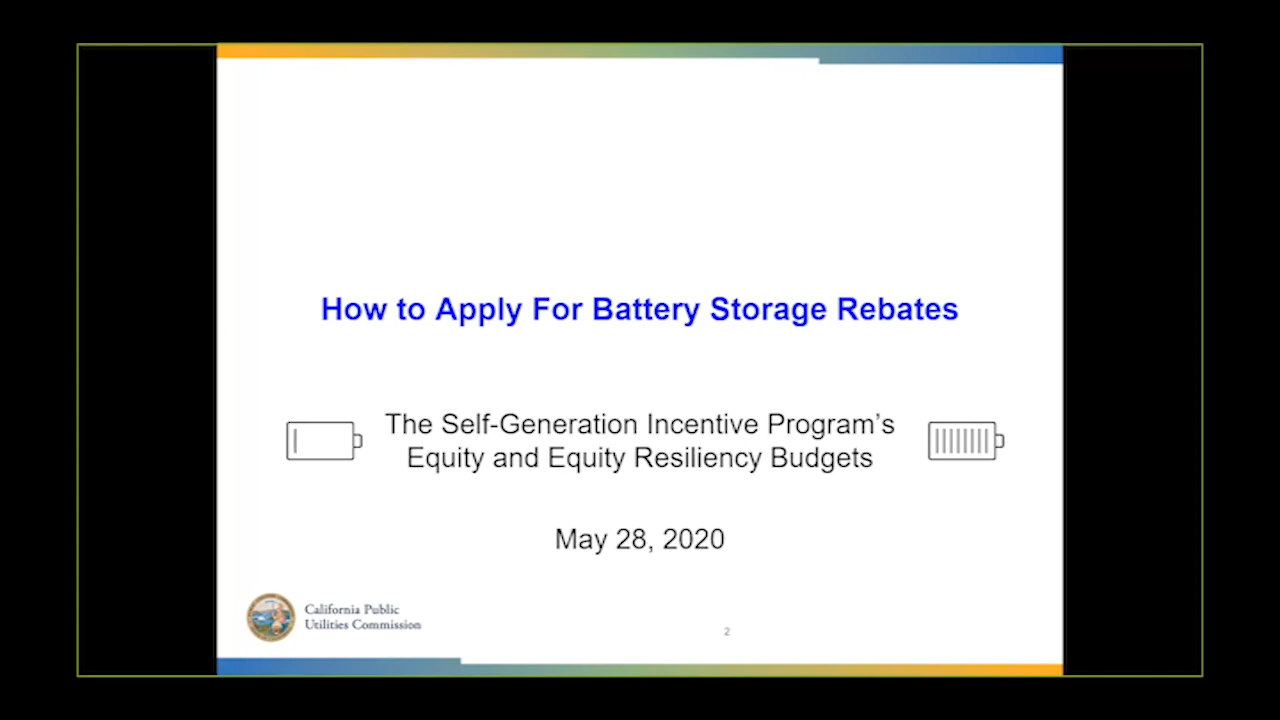 How to Apply For Battery Storage Rebates
The Self-Generation Incentive Program’s
Equity and Equity Resiliency Budgets
May 28, 2020
California Public
Utilities Commission
2